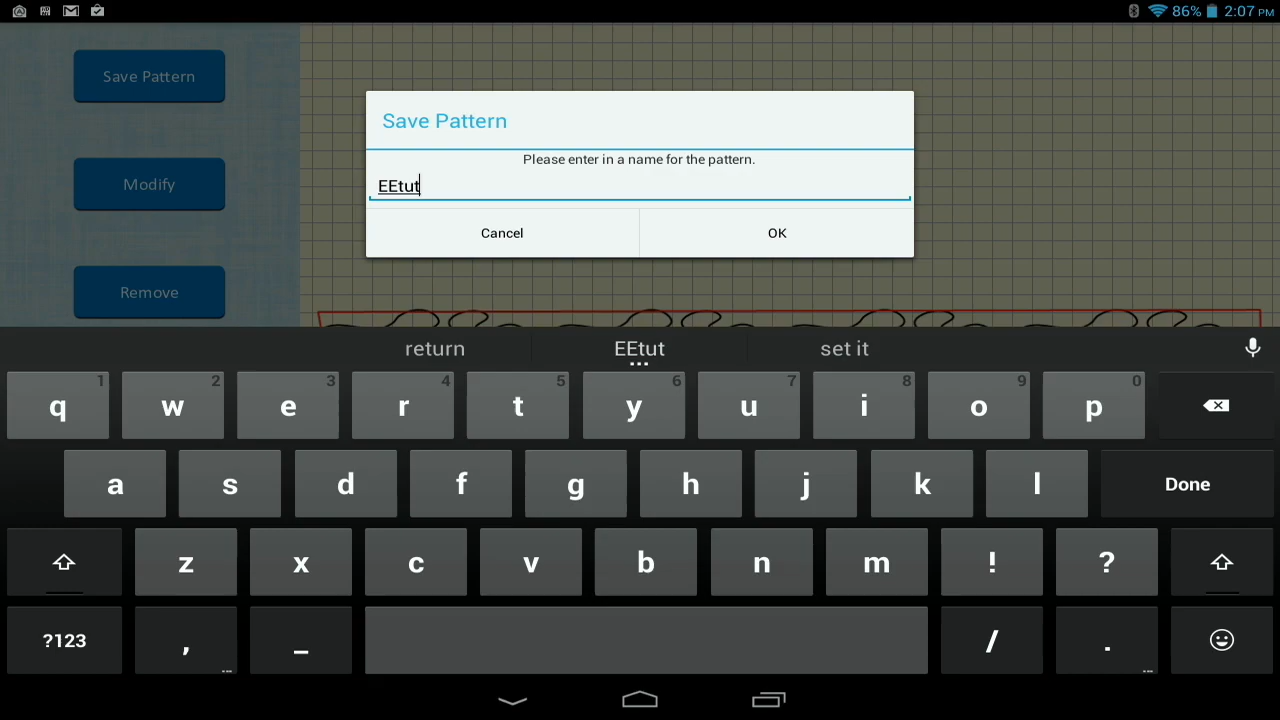 86% 2:07 PM
Save Pattern
Modify
Remove
Save Pattern
Please enter in a name for the pattern.
EEtut
Cancel OK
return EEtut set it
1 2 3 4 5 6 7 8 9 0
q w e r t y u i o p
a s d f g h j k l Done
z x c v b n m ! ?
?123 , _ / .